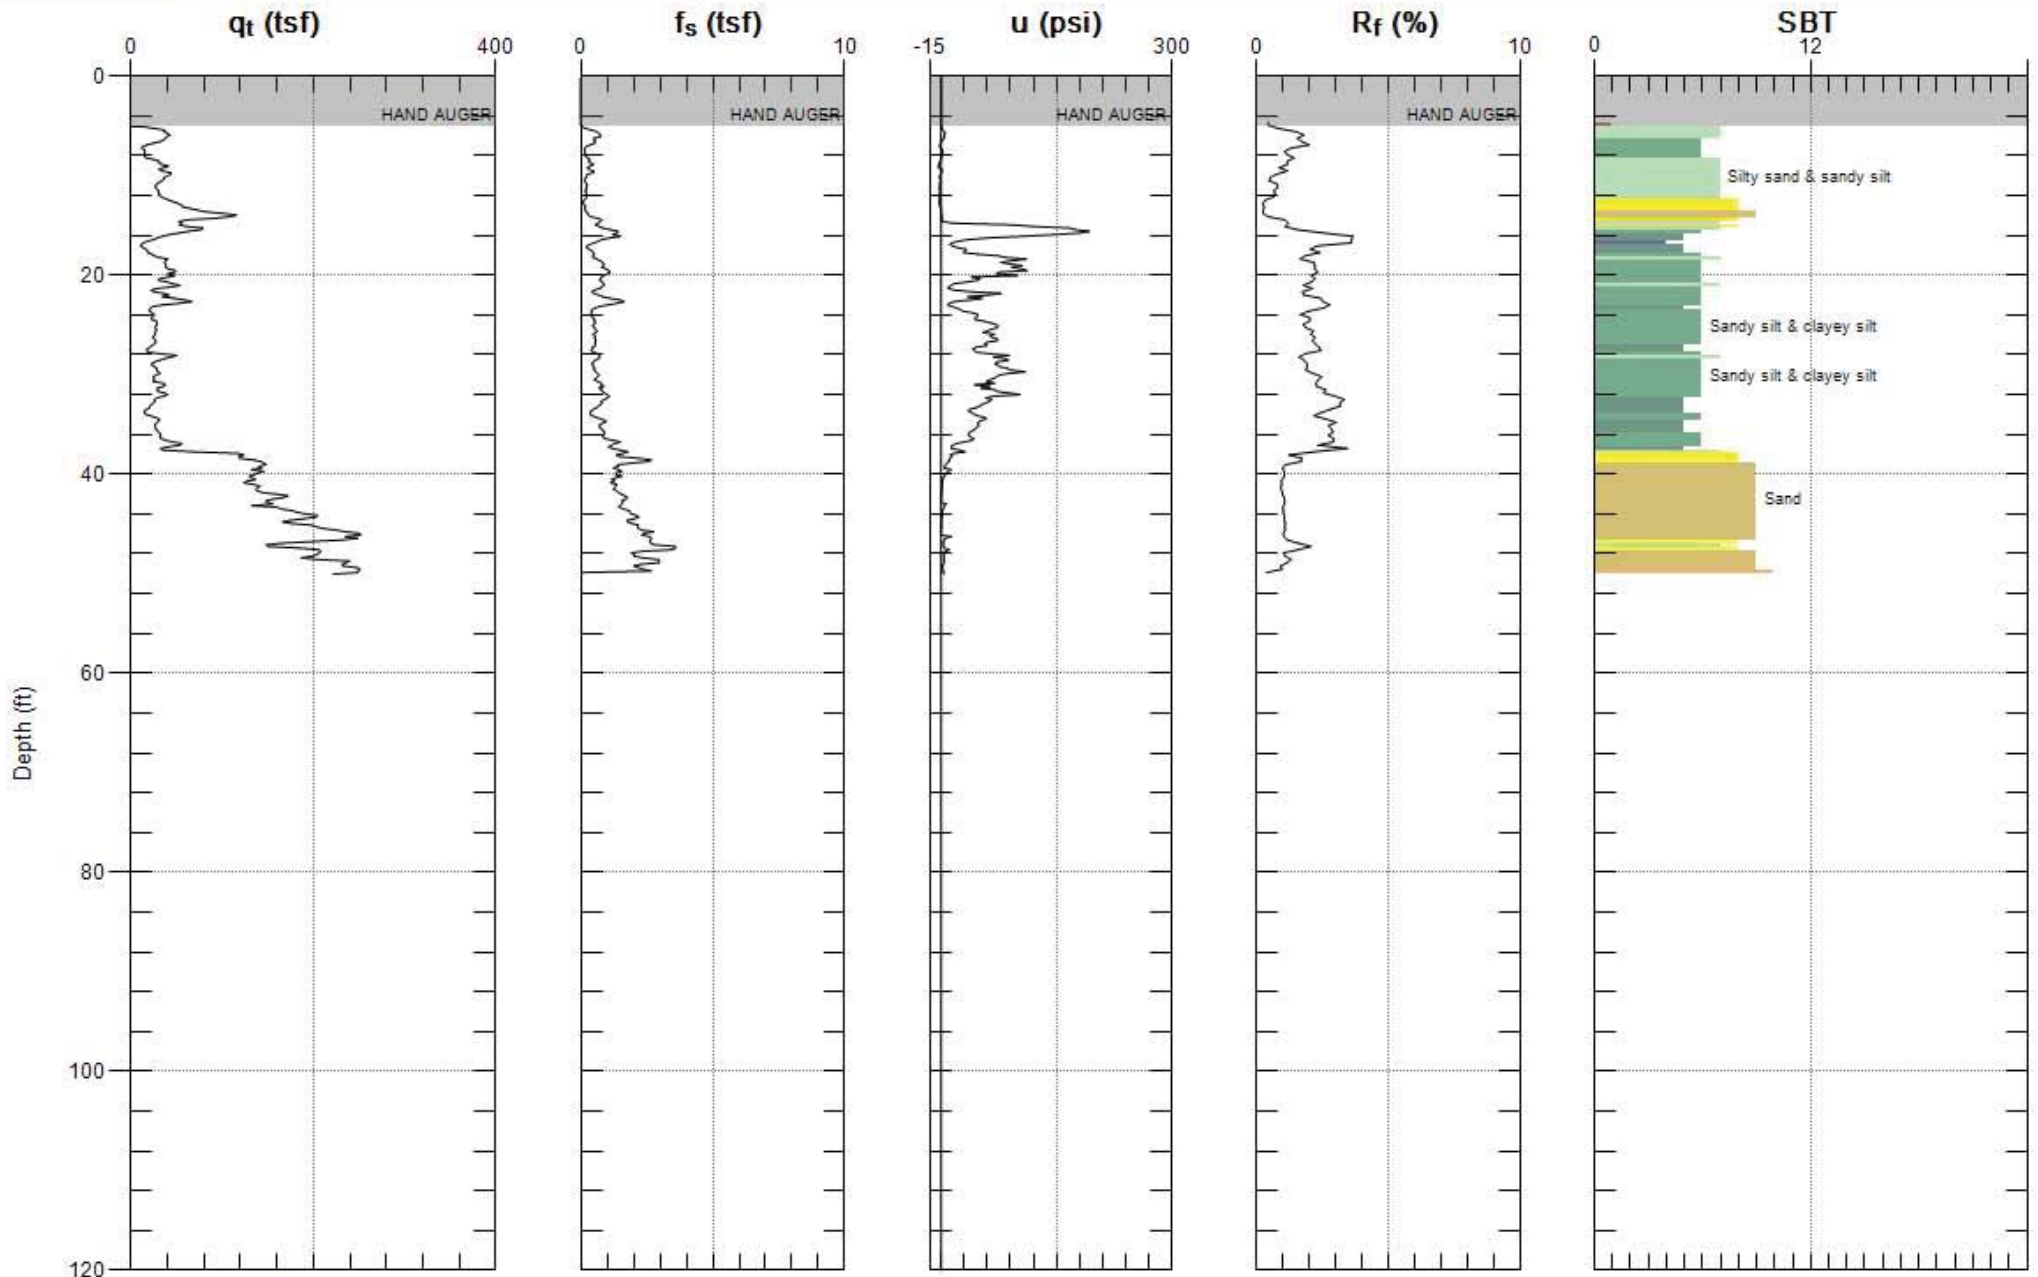 qt (tsf) fs (tsf) u (psi) Rf (%) SBT
0 400 0 10 -15 300 0 10 0 12
0
HAND AUGER HAND AUGER HAND AUGER HAND AUGER
Silty sand & sandy silt
20
Sandy silt & clayey silt
Sandy silt & clayey silt
40
Sand
60
Depth (ft)
80
100
120